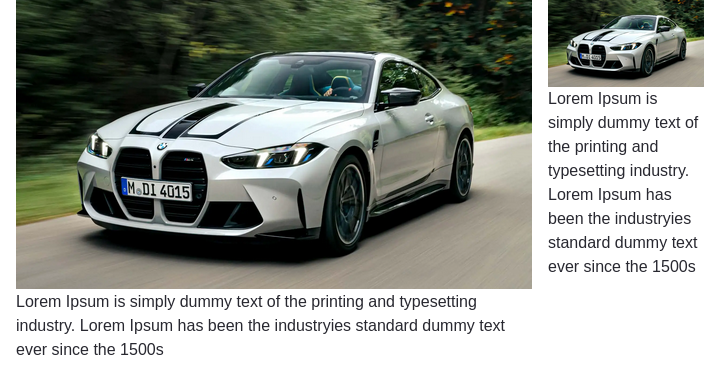 M DI 4015
Lorem Ipsum is simply dummy text of the printing and typesetting
industry. Lorem Ipsum has been the industryies standard dummy text
ever since the 1500s
M DI 4015
Lorem Ipsum is
simply dummy text of
the printing and
typesetting industry.
Lorem Ipsum has
been the industryies
standard dummy text
ever since the 1500s